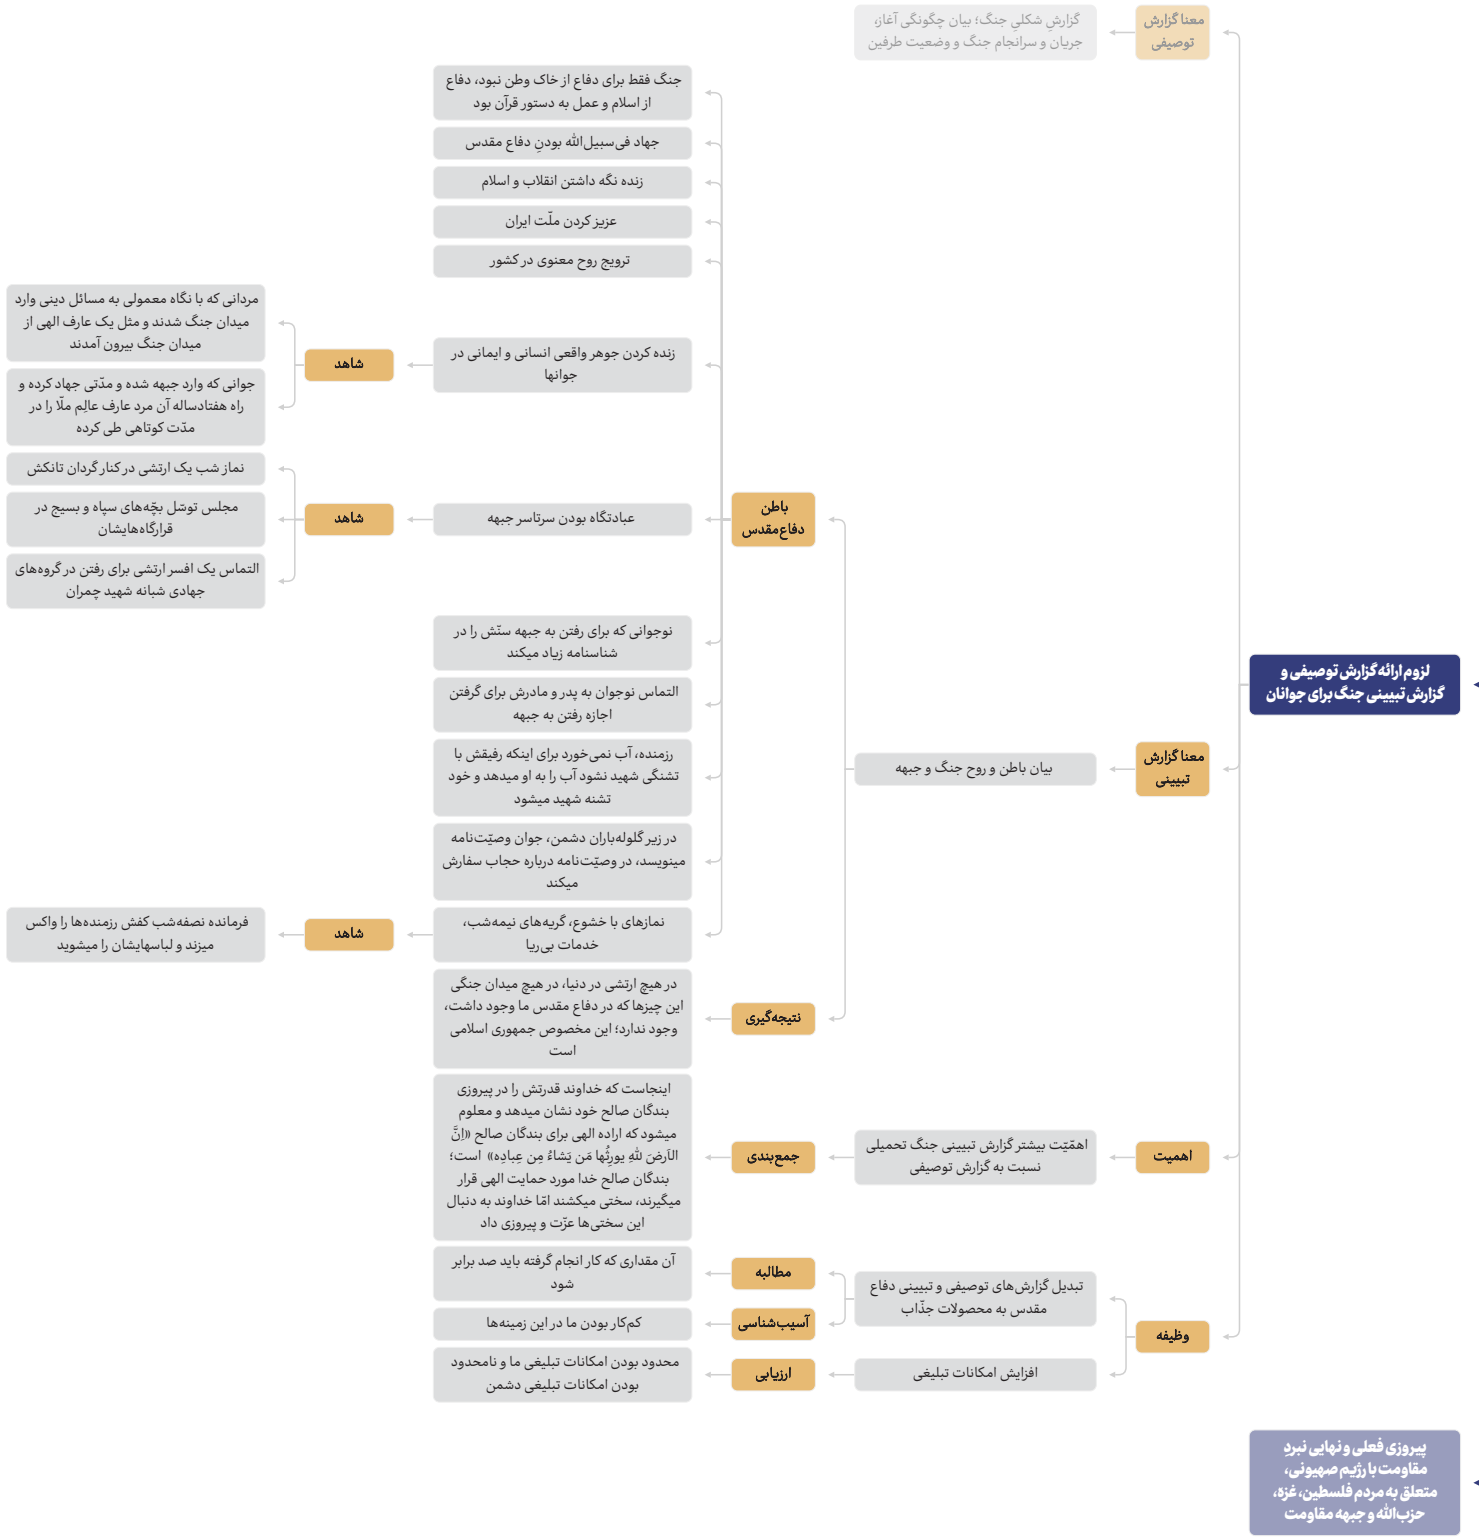 لزوم ارائه گزارش توصیفی و
گزارش تبیینی جنگ برای جوانان
معنا گزارش
توصیفی
گزارشِ شکلیِ جنگ؛ بیان چگونگی آغاز،
جریان و سرانجام جنگ و وضعیت طرفین
معنا گزارش
تبیینی
بیان باطن و روح جنگ و جبهه
باطن
دفاع‌مقدس
جنگ فقط برای دفاع از خاک وطن نبود، دفاع
از اسلام و عمل به دستور قرآن بود
جهاد فی‌سبیل‌الله بودنِ دفاع مقدس
زنده نگه داشتن انقلاب و اسلام
عزیز کردن ملّت ایران
ترویج روح معنوی در کشور
زنده کردن جوهر واقعی انسانی و ایمانی در
جوانها
شاهد
مردانی که با نگاه معمولی به مسائل دینی وارد
میدان جنگ شدند و مثل یک عارف الهی از
میدان جنگ بیرون آمدند
جوانی که وارد جبهه شده و مدّتی جهاد کرده و
راه هفتادساله آن مرد عارف عالِم ملّا را در
مدّت کوتاهی طی کرده
عبادتگاه بودن سرتاسر جبهه
شاهد
نماز شب یک ارتشی در کنار گردان تانکش
مجلس توسّل بچّه‌های سپاه و بسیج در
قرارگاه‌هایشان
التماس یک افسر ارتشی برای رفتن در گروه‌های
جهادی شبانه شهید چمران
نوجوانی که برای رفتن به جبهه سنّش را در
شناسنامه زیاد میکند
التماس نوجوان به پدر و مادرش برای گرفتن
اجازه رفتن به جبهه
رزمنده، آب نمی‌خورد برای اینکه رفیقش با
تشنگی شهید نشود آب را به او میدهد و خود
تشنه شهید میشود
در زیر گلوله‌باران دشمن، جوان وصیّت‌نامه
مینویسد، در وصیّت‌نامه درباره حجاب سفارش
میکند
نمازهای با خشوع، گریه‌های نیمه‌شب،
خدمات بی‌ریا
شاهد
فرمانده نصفه‌شب کفش رزمنده‌ها را واکس
میزند و لباسهایشان را میشوید
نتیجه‌گیری
در هیچ ارتشی در دنیا، در هیچ میدان جنگی
این چیزها که در دفاع مقدس ما وجود داشت،
وجود ندارد؛ این مخصوص جمهوری اسلامی
است
اهمیت
اهمّیّت بیشتر گزارش تبیینی جنگ تحمیلی
نسبت به گزارش توصیفی
جمع‌بندی
اینجاست که خداوند قدرتش را در پیروزی
بندگان صالح خود نشان میدهد و معلوم
میشود که اراده الهی برای بندگان صالح «اِنَّ
الاَرضَ لِلّٰهِ یورِثُها مَن یَشاءُ مِن عِبادِه» است؛
بندگان صالح خدا مورد حمایت الهی قرار
میگیرند، سختی میکشند امّا خداوند به دنبال
این سختی‌ها عزّت و پیروزی داد
وظیفه
تبدیل گزارش‌های توصیفی و تبیینی دفاع
مقدس به محصولات جذّاب
مطالبه
آن مقداری که کار انجام گرفته باید صد برابر
شود
آسیب‌شناسی
کم‌کار بودن ما در این زمینه‌ها
افزایش امکانات تبلیغی
ارزیابی
محدود بودن امکانات تبلیغی ما و نامحدود
بودن امکانات تبلیغی دشمن
پیروزی فعلی و نهایی نبردِ
مقاومت با رژیم صهیونی،
متعلق به مردم فلسطین، غزه،
حزب‌الله و جبهه مقاومت